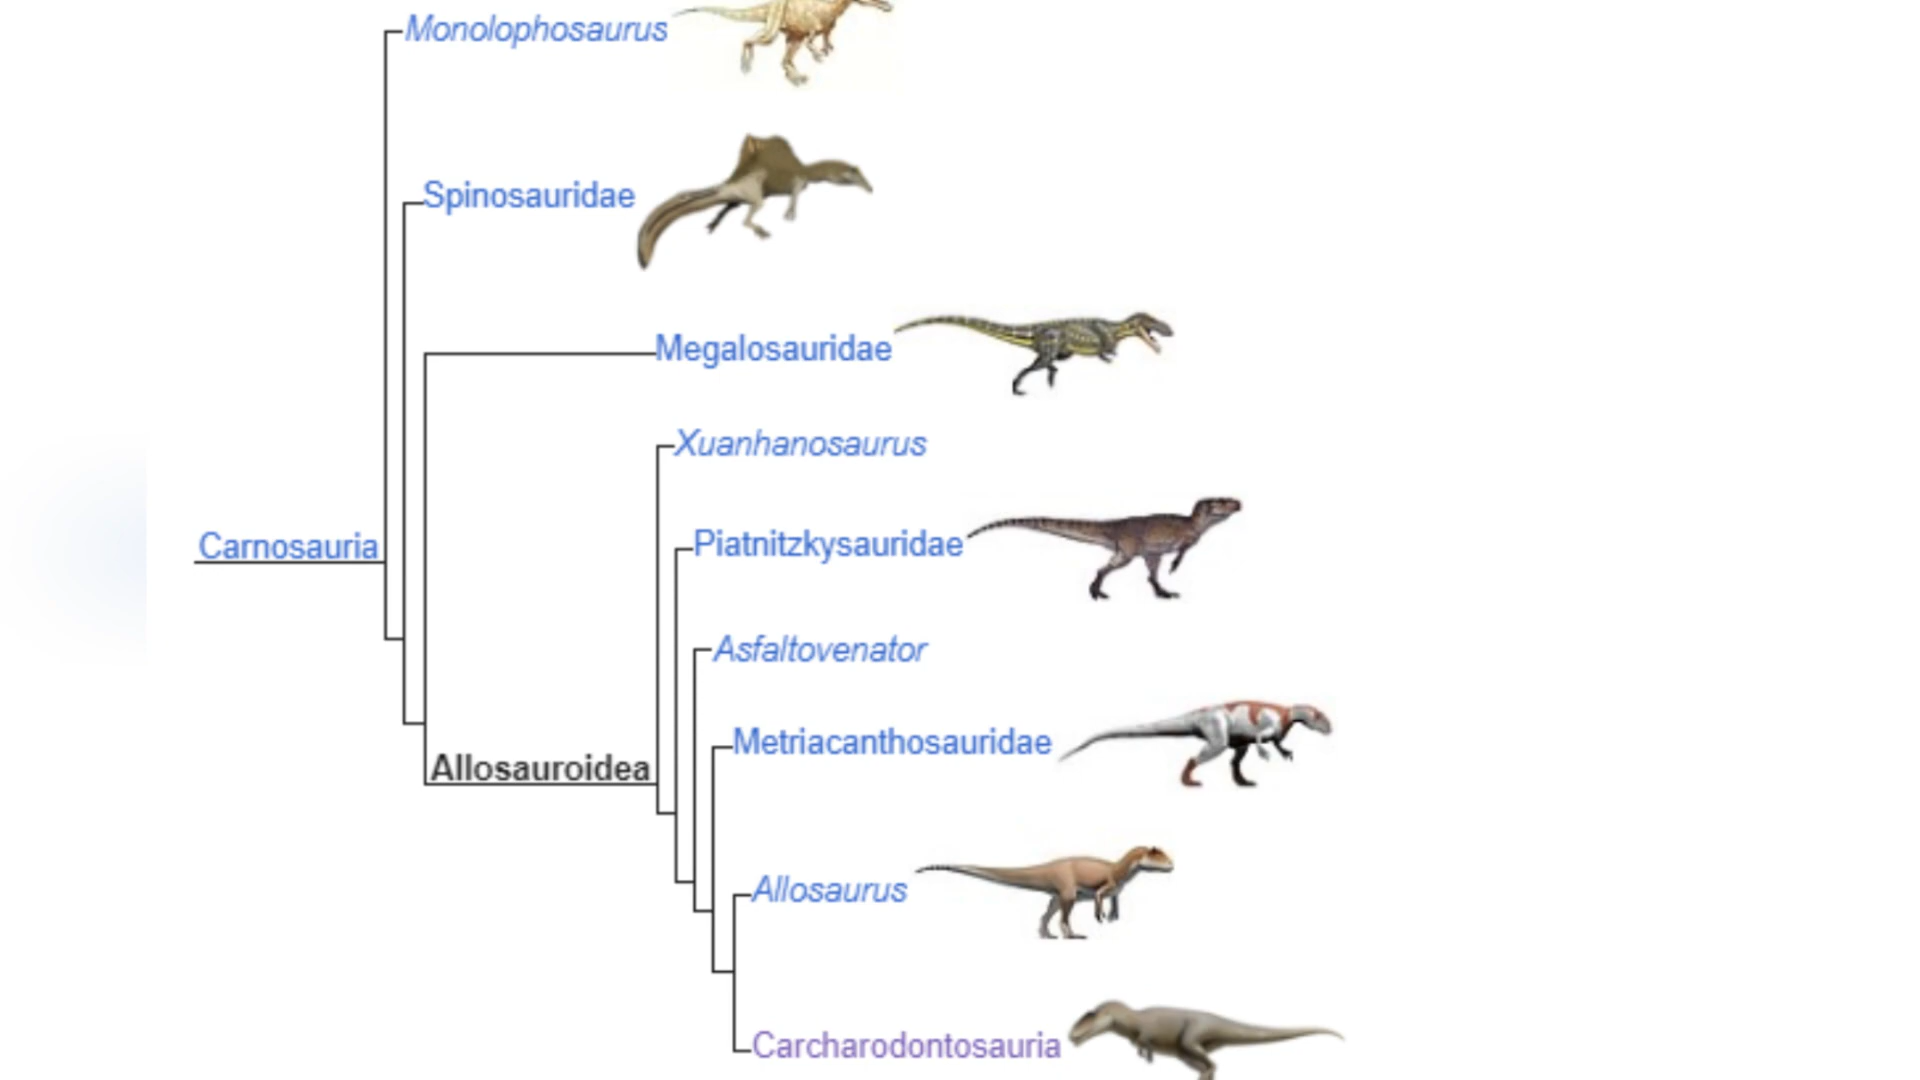 Monolophosaurus
Spinosauridae
Megalosauridae
Xuanhanosaurus
Piatnitzkysauridae
Carnosauria
Asfaltovenator
Metriacanthosauridae
Allosauroidea
Allosaurus
Carcharodontosauria